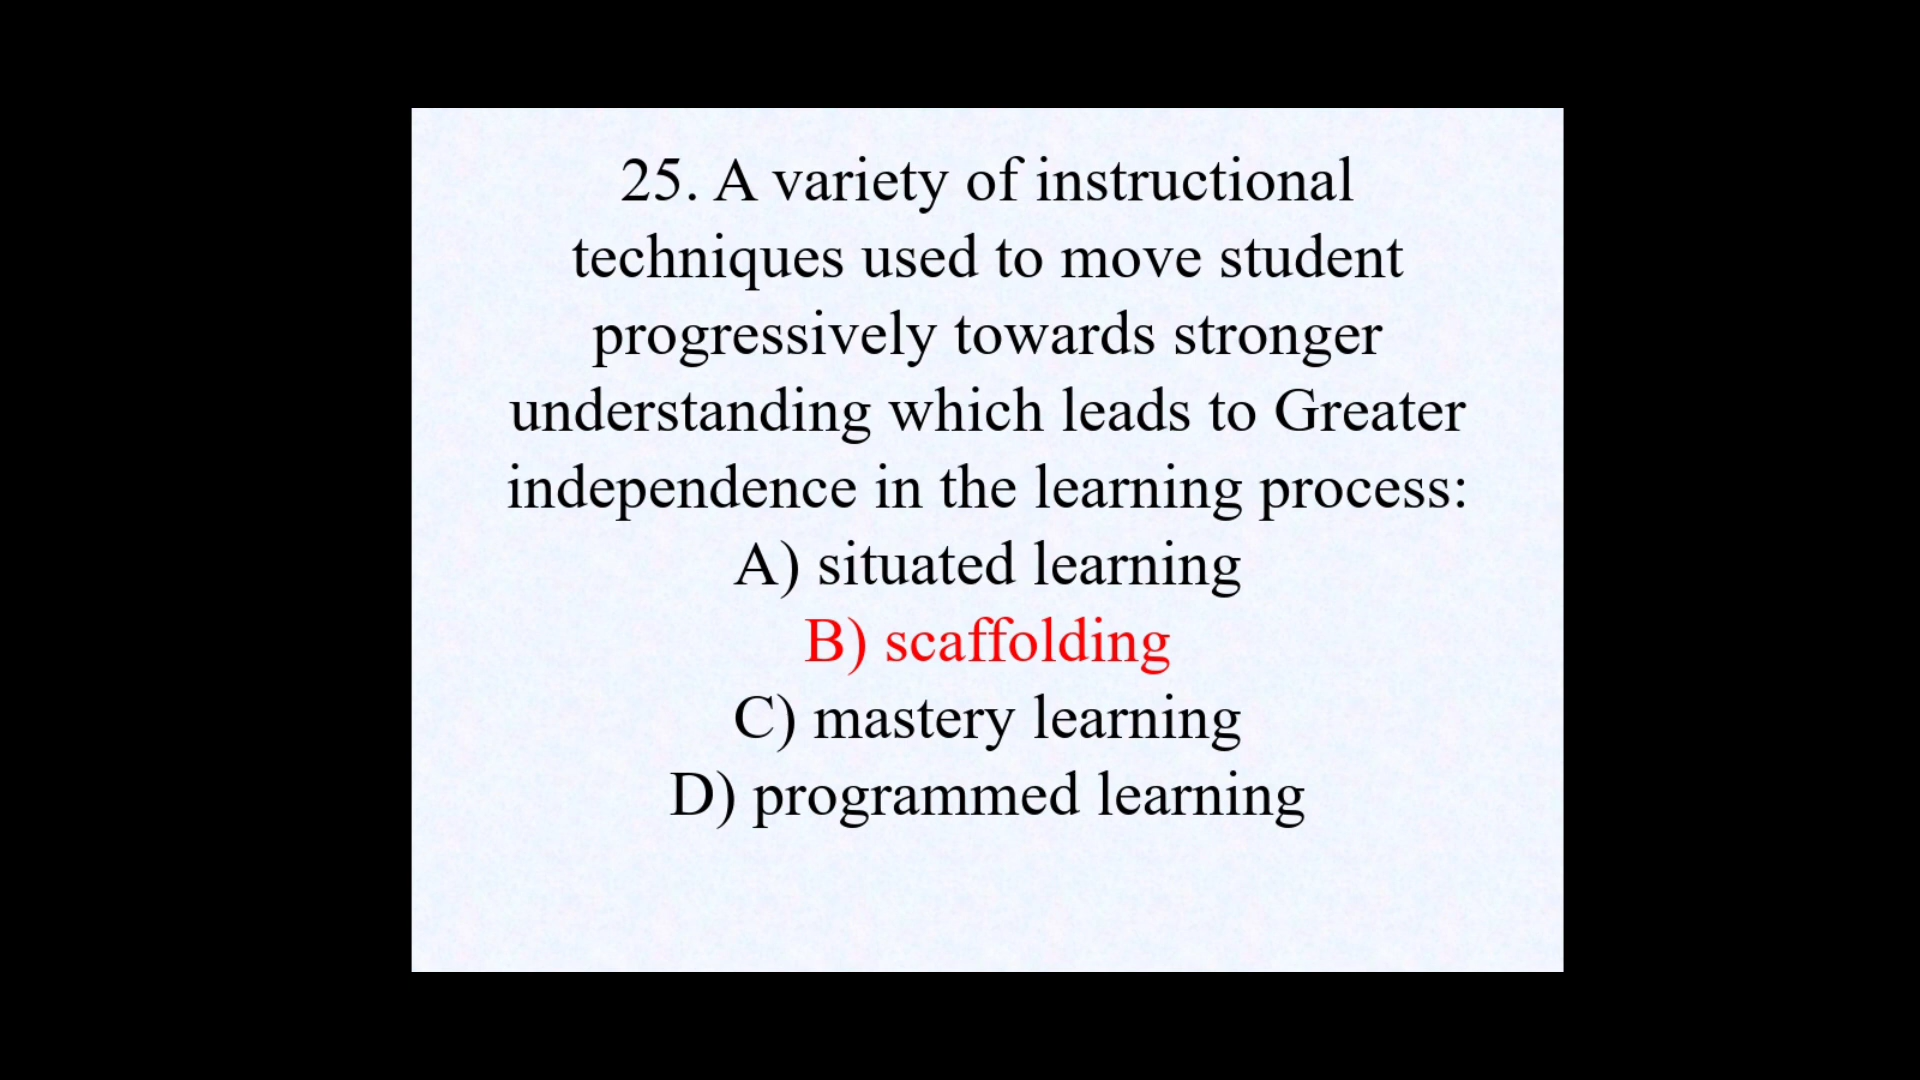 25. A variety of instructional
techniques used to move student
progressively towards stronger
understanding which leads to Greater
independence in the learning process:
A) situated learning
B) scaffolding
C) mastery learning
D) programmed learning